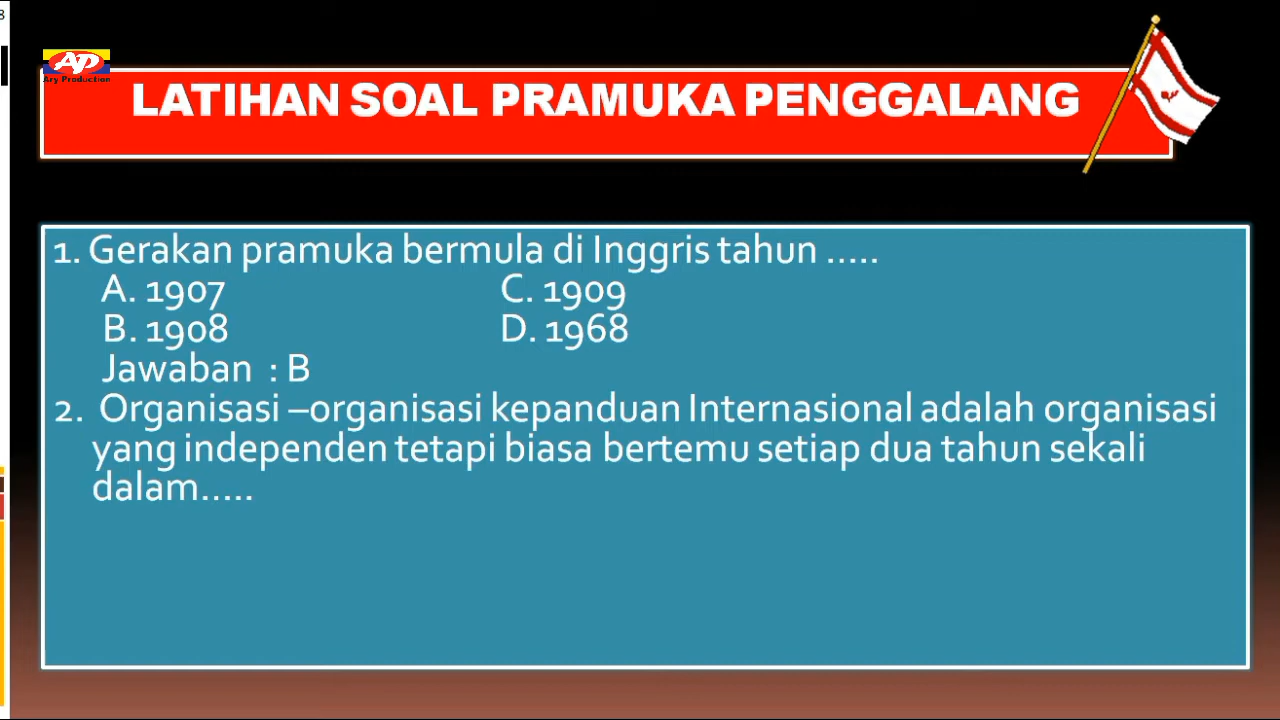 8
AP
Ary Production
LATIHAN SOAL PRAMUKA PENGGALANG
1. Gerakan pramuka bermula di Inggris tahun .....
A. 1907 C. 1909
B. 1908 D. 1968
Jawaban : B
2. Organisasi –organisasi kepanduan Internasional adalah organisasi
yang independen tetapi biasa bertemu setiap dua tahun sekali
dalam.....